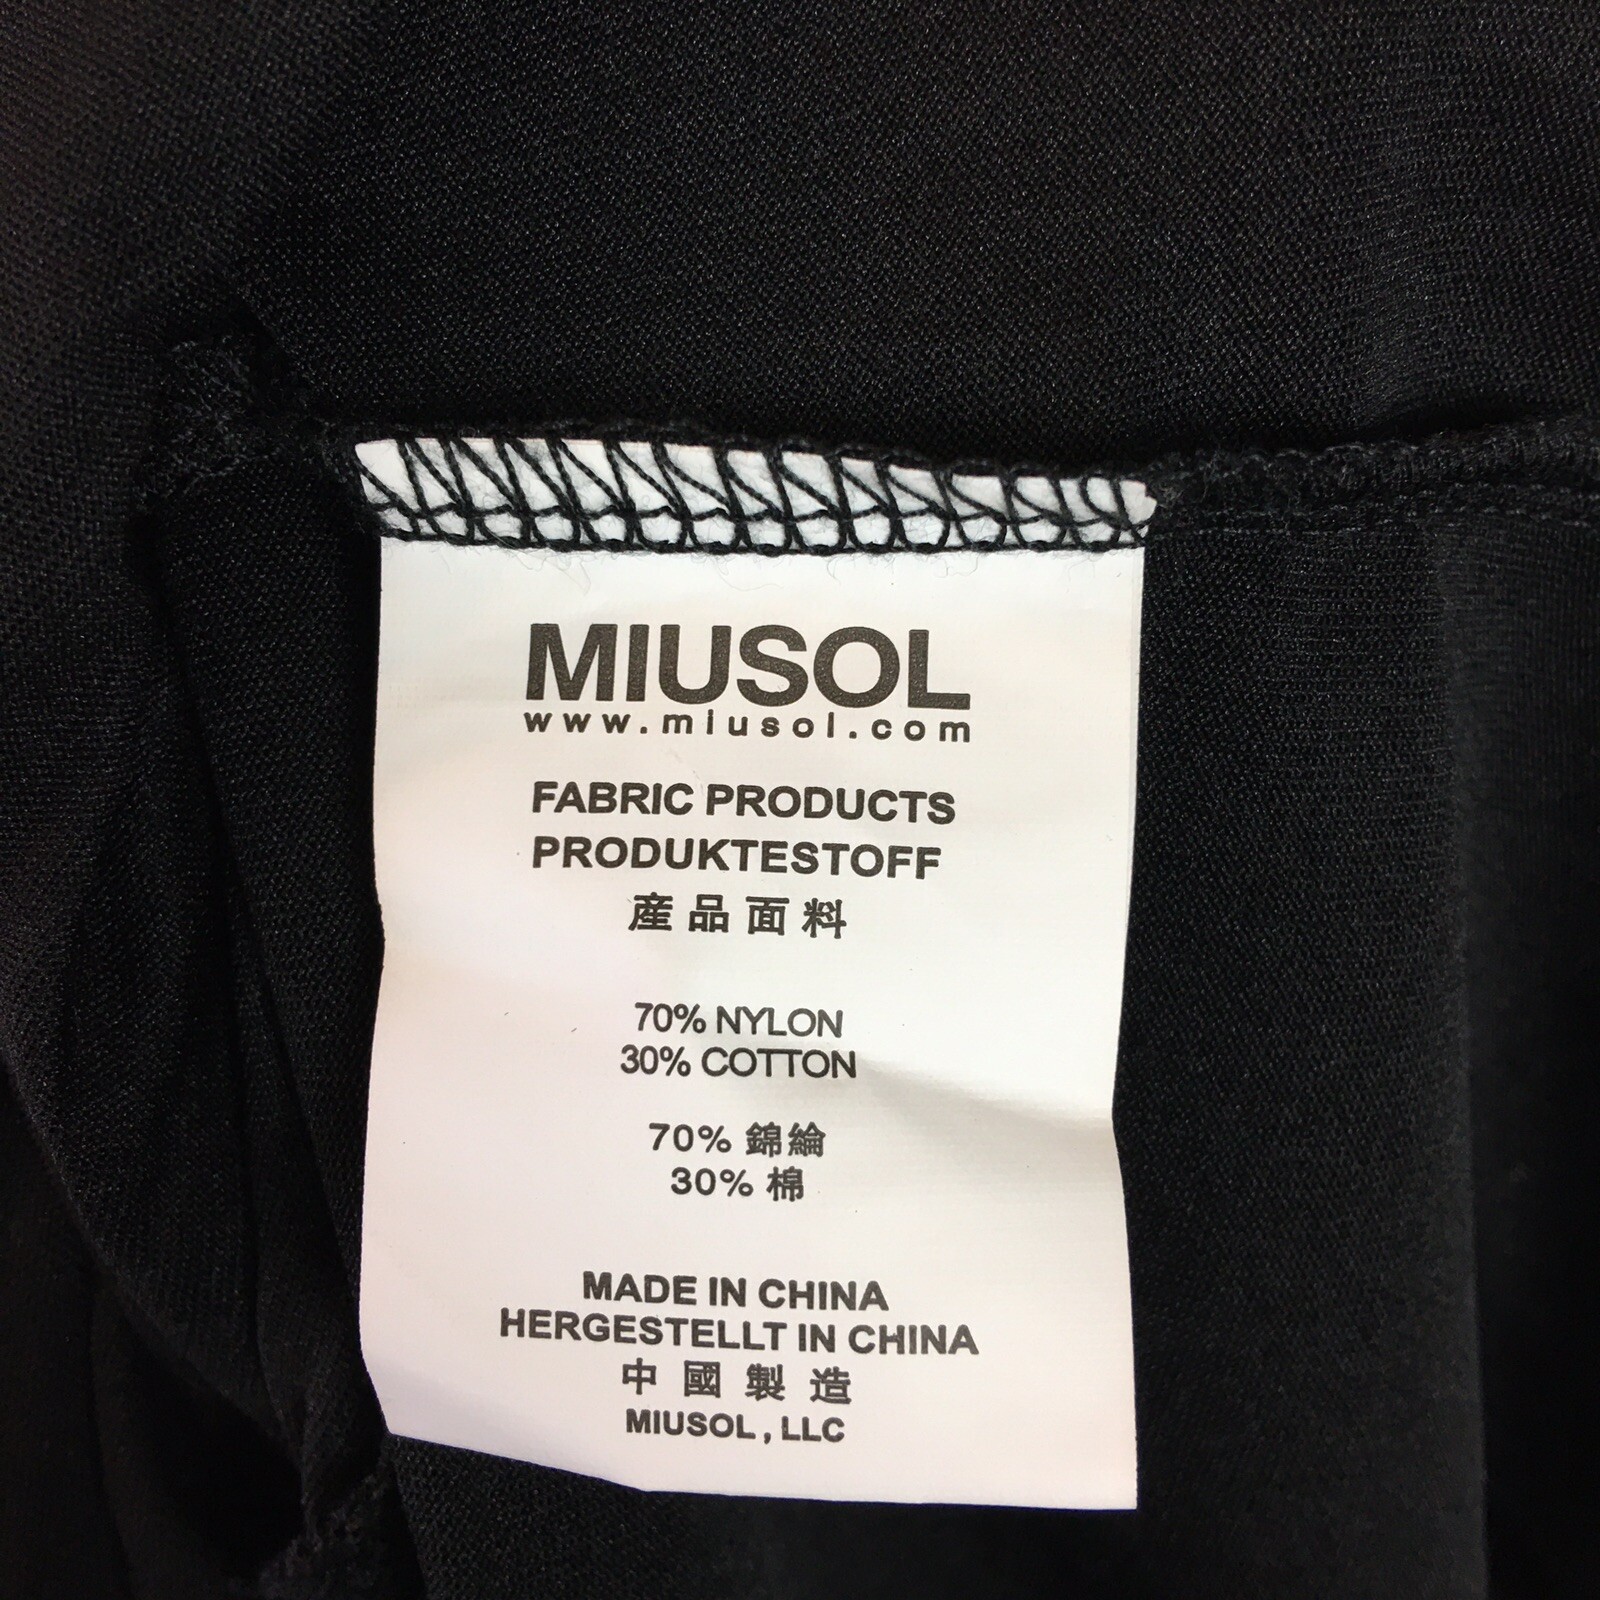 MIUSOL
www.miusol.com
FABRIC PRODUCTS
PRODUKTESTOFF
産品面料
70% NYLON
30% COTTON
70% 錦綸
30% 棉
MADE IN CHINA
HERGESTELLT IN CHINA
中國製造
MIUSOL, LLC